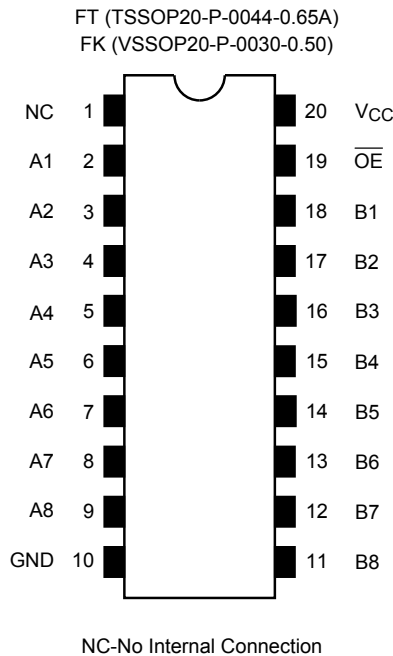 FT (TSSOP20-P-0044-0.65A)
FK (VSSOP20-P-0030-0.50)
NC 1 20 VCC
A1 2 19 O̅E̅
A2 3 18 B1
A3 4 17 B2
A4 5 16 B3
A5 6 15 B4
A6 7 14 B5
A7 8 13 B6
A8 9 12 B7
GND 10 11 B8
NC-No Internal Connection